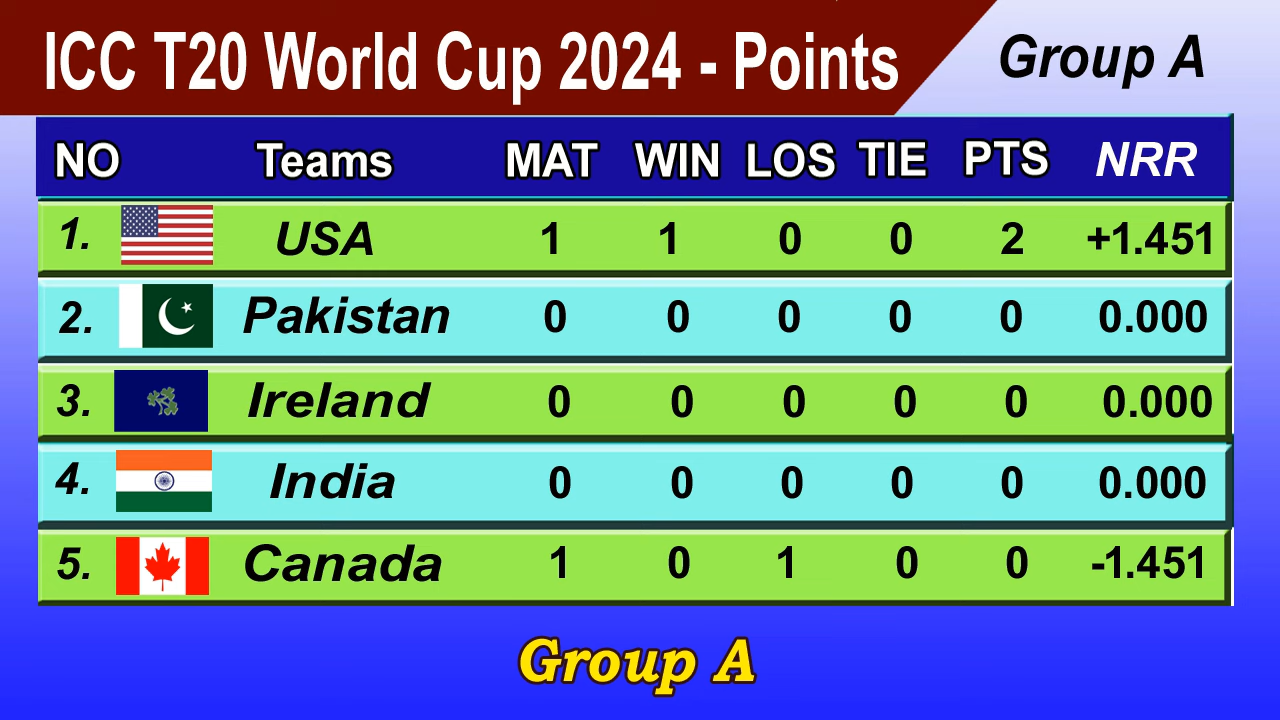 ICC T20 World Cup 2024 - Points Group A
NO Teams MAT WIN LOS TIE PTS NRR
1. USA 1 1 0 0 2 +1.451
2. Pakistan 0 0 0 0 0 0.000
3. Ireland 0 0 0 0 0 0.000
4. India 0 0 0 0 0 0.000
5. Canada 1 0 1 0 0 -1.451
Group A